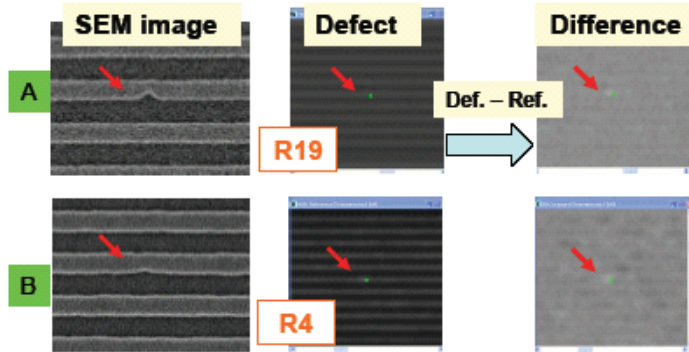 SEM image
Defect
Difference
A
Def. – Ref.
R19
B
R4